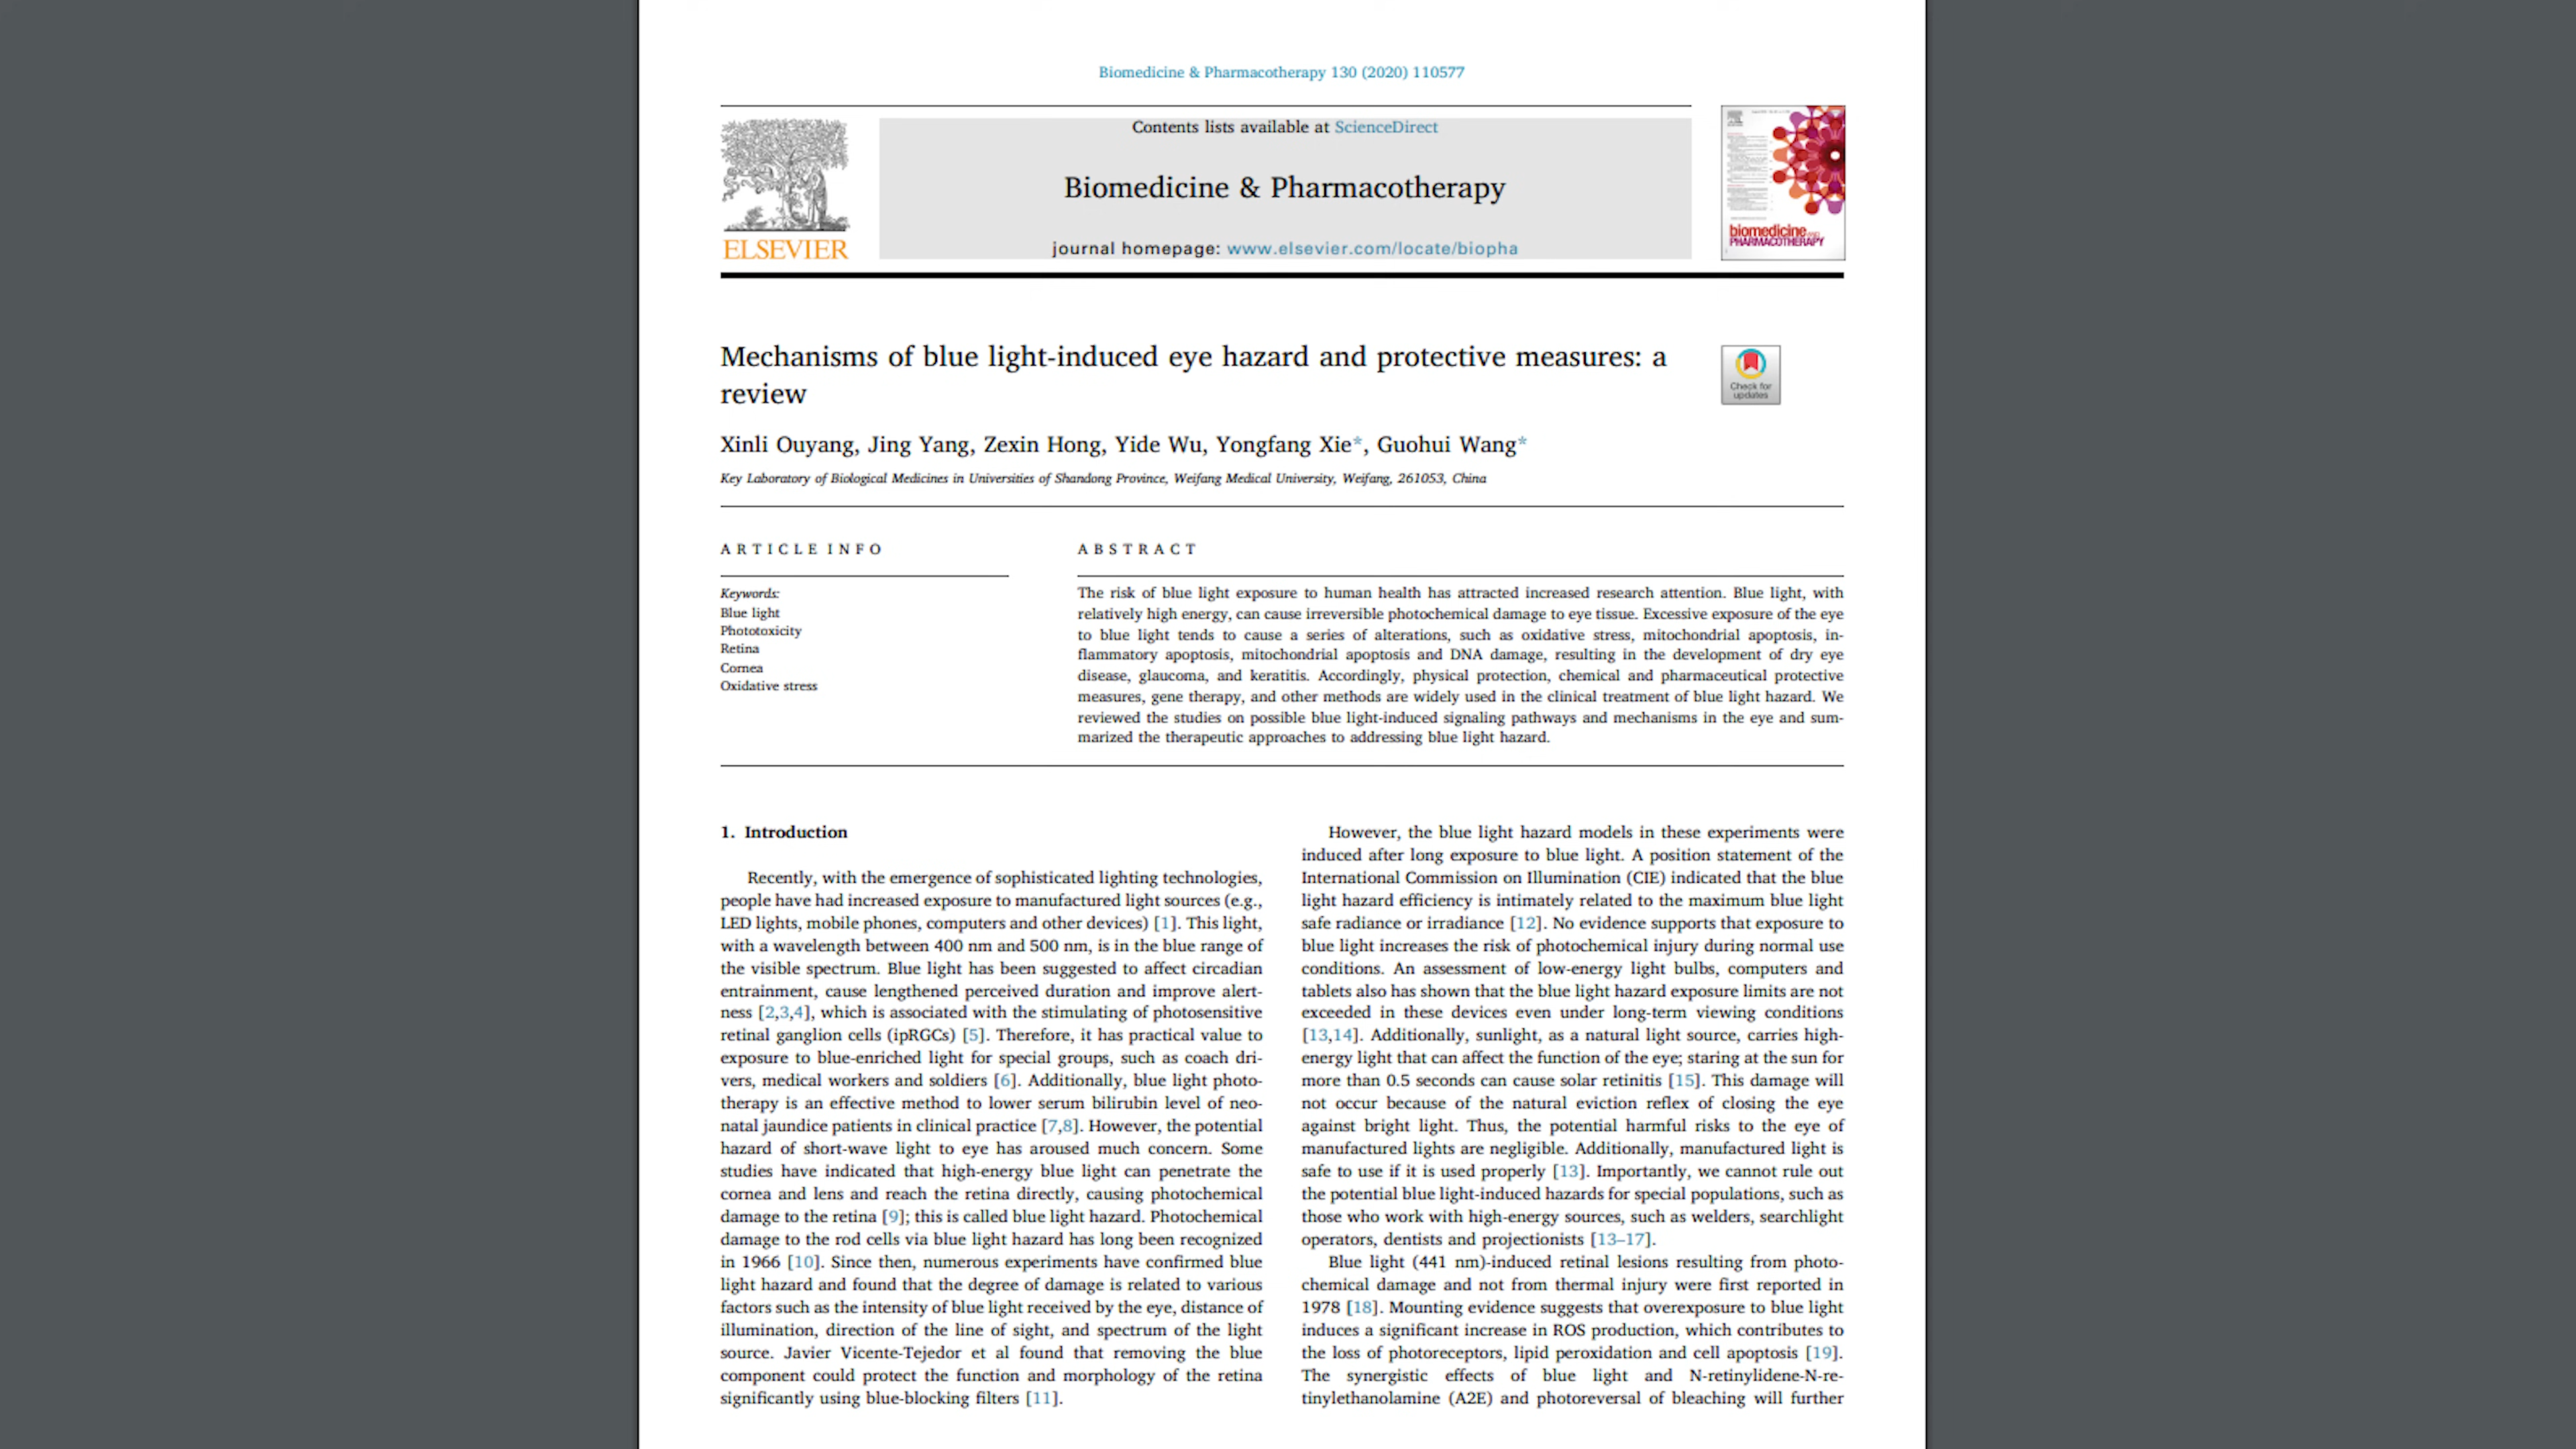 Biomedicine & Pharmacotherapy 130 (2020) 110577
Contents lists available at ScienceDirect
Biomedicine & Pharmacotherapy
journal homepage: www.elsevier.com/locate/biopha
ELSEVIER
biomedicine
PHARMACOTHERAPY
Mechanisms of blue light-induced eye hazard and protective measures: a
review
Check for
updates
Xinli Ouyang, Jing Yang, Zexin Hong, Yide Wu, Yongfang Xie*, Guohui Wang*
Key Laboratory of Biological Medicines in Universities of Shandong Province, Weifang Medical University, Weifang, 261053, China
ARTICLE INFO
Keywords:
Blue light
Phototoxicity
Retina
Cornea
Oxidative stress
ABSTRACT
The risk of blue light exposure to human health has attracted increased research attention. Blue light, with
relatively high energy, can cause irreversible photochemical damage to eye tissue. Excessive exposure of the eye
to blue light tends to cause a series of alterations, such as oxidative stress, mitochondrial apoptosis, in-
flammatory apoptosis, mitochondrial apoptosis and DNA damage, resulting in the development of dry eye
disease, glaucoma, and keratitis. Accordingly, physical protection, chemical and pharmaceutical protective
measures, gene therapy, and other methods are widely used in the clinical treatment of blue light hazard. We
reviewed the studies on possible blue light-induced signaling pathways and mechanisms in the eye and sum-
marized the therapeutic approaches to addressing blue light hazard.
1. Introduction
Recently, with the emergence of sophisticated lighting technologies,
people have had increased exposure to manufactured light sources (e.g.,
LED lights, mobile phones, computers and other devices) [1]. This light,
with a wavelength between 400 nm and 500 nm, is in the blue range of
the visible spectrum. Blue light has been suggested to affect circadian
entrainment, cause lengthened perceived duration and improve alert-
ness [2,3,4], which is associated with the stimulating of photosensitive
retinal ganglion cells (ipRGCs) [5]. Therefore, it has practical value to
exposure to blue-enriched light for special groups, such as coach dri-
vers, medical workers and soldiers [6]. Additionally, blue light photo-
therapy is an effective method to lower serum bilirubin level of neo-
natal jaundice patients in clinical practice [7,8]. However, the potential
hazard of short-wave light to eye has aroused much concern. Some
studies have indicated that high-energy blue light can penetrate the
cornea and lens and reach the retina directly, causing photochemical
damage to the retina [9]; this is called blue light hazard. Photochemical
damage to the rod cells via blue light hazard has long been recognized
in 1966 [10]. Since then, numerous experiments have confirmed blue
light hazard and found that the degree of damage is related to various
factors such as the intensity of blue light received by the eye, distance of
illumination, direction of the line of sight, and spectrum of the light
source. Javier Vicente-Tejedor et al found that removing the blue
component could protect the function and morphology of the retina
significantly using blue-blocking filters [11].
However, the blue light hazard models in these experiments were
induced after long exposure to blue light. A position statement of the
International Commission on Illumination (CIE) indicated that the blue
light hazard efficiency is intimately related to the maximum blue light
safe radiance or irradiance [12]. No evidence supports that exposure to
blue light increases the risk of photochemical injury during normal use
conditions. An assessment of low-energy light bulbs, computers and
tablets also has shown that the blue light hazard exposure limits are not
exceeded in these devices even under long-term viewing conditions
[13,14]. Additionally, sunlight, as a natural light source, carries high-
energy light that can affect the function of the eye; staring at the sun for
more than 0.5 seconds can cause solar retinitis [15]. This damage will
not occur because of the natural eviction reflex of closing the eye
against bright light. Thus, the potential harmful risks to the eye of
manufactured lights are negligible. Additionally, manufactured light is
safe to use if it is used properly [13]. Importantly, we cannot rule out
the potential blue light-induced hazards for special populations, such as
those who work with high-energy sources, such as welders, searchlight
operators, dentists and projectionists [13–17].
Blue light (441 nm)-induced retinal lesions resulting from photo-
chemical damage and not from thermal injury were first reported in
1978 [18]. Mounting evidence suggests that overexposure to blue light
induces a significant increase in ROS production, which contributes to
the loss of photoreceptors, lipid peroxidation and cell apoptosis [19].
The synergistic effects of blue light and N-retinylidene-N-re-
tinylethanolamine (A2E) and photoreversal of bleaching will further